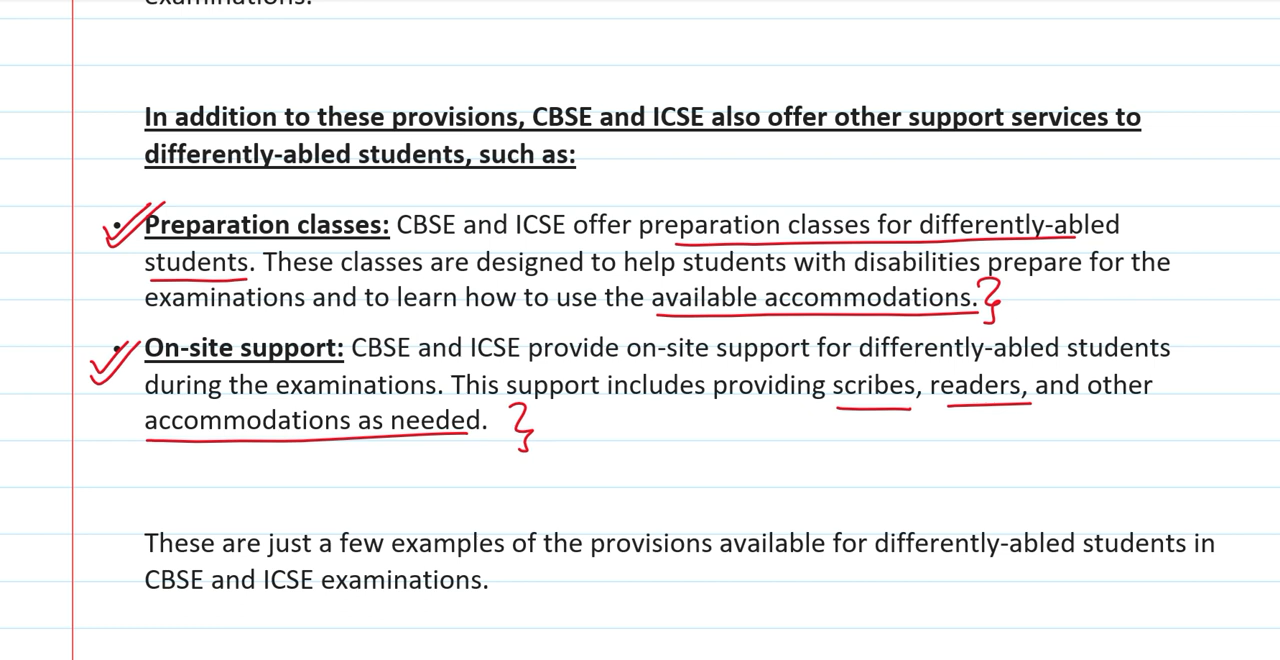 In addition to these provisions, CBSE and ICSE also offer other support services to
differently-abled students, such as:
• Preparation classes: CBSE and ICSE offer preparation classes for differently-abled
students. These classes are designed to help students with disabilities prepare for the
examinations and to learn how to use the available accommodations.
• On-site support: CBSE and ICSE provide on-site support for differently-abled students
during the examinations. This support includes providing scribes, readers, and other
accommodations as needed.
These are just a few examples of the provisions available for differently-abled students in
CBSE and ICSE examinations.